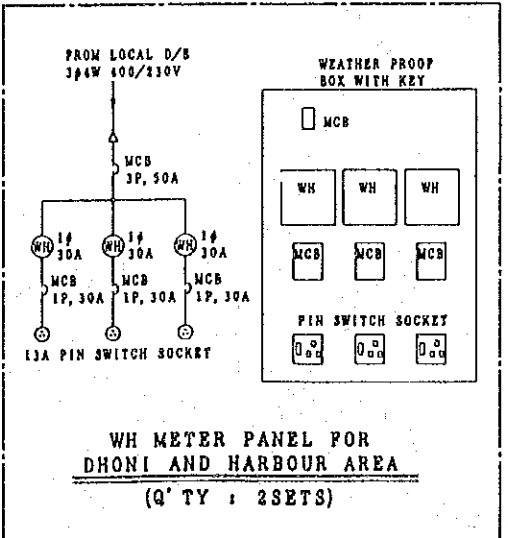 FROM LOCAL D/B
3φ4W 400/230V
MCB
3P, 50A
WH
1φ
30A
WH
1φ
30A
WH
1φ
30A
MCB
1P, 30A
MCB
1P, 30A
MCB
1P, 30A
13A PIN SWITCH SOCKET
WEATHER PROOF
BOX WITH KEY
MCB
WH WH WH
MCB MCB MCB
PIN SWITCH SOCKET
WH METER PANEL FOR
DHONI AND HARBOUR AREA
(Q'TY : 2SETS)